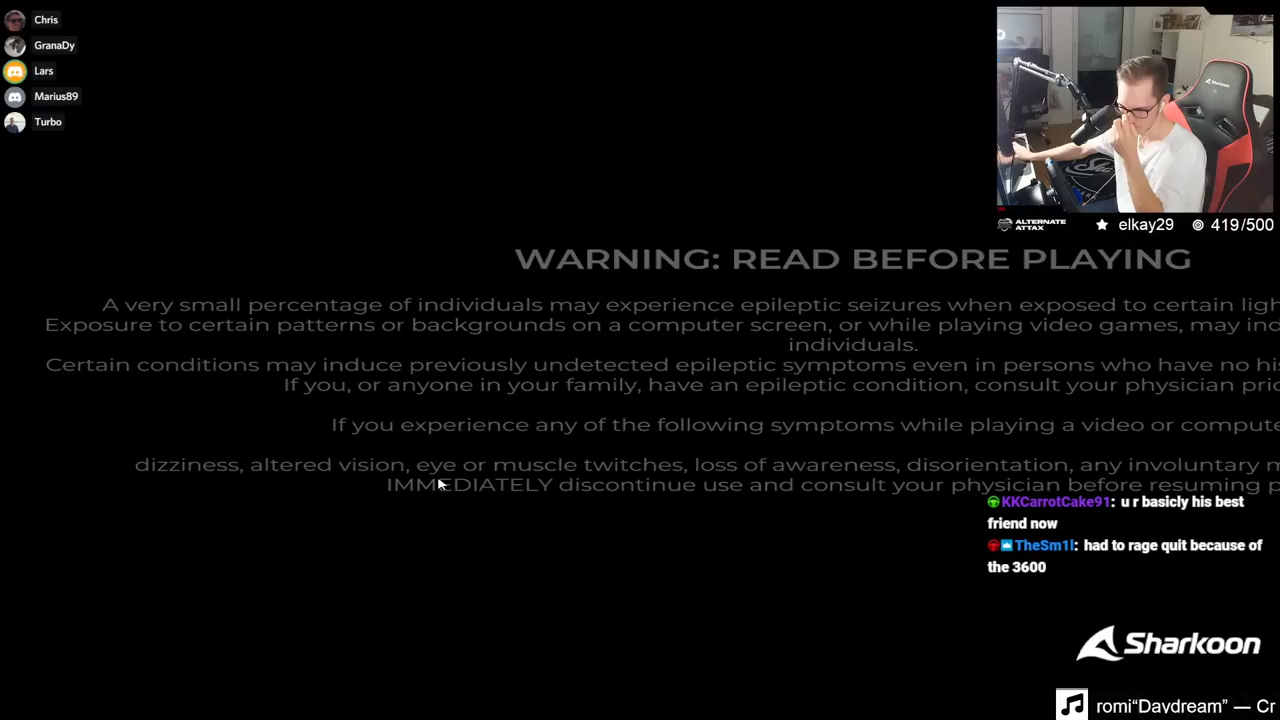 Chris
GranaDy
Lars
Marius89
Turbo
Sharkoon
ALTERNATE
ATTAX
elkay29
419/500
WARNING: READ BEFORE PLAYING
A very small percentage of individuals may experience epileptic seizures when exposed to certain
Exposure to certain patterns or backgrounds on a computer screen, or while playing video games, may
individuals.
Certain conditions may induce previously undetected epileptic symptoms even in persons who have no
If you, or anyone in your family, have an epileptic condition, consult your physician
If you experience any of the following symptoms while playing a video or
dizziness, altered vision, eye or muscle twitches, loss of awareness, disorientation, any involuntary
IMMEDIATELY discontinue use and consult your physician before resuming
KKCarrotCake91: u r basicly his best
friend now
TheSm1l: had to rage quit because of
the 3600
Sharkoon
romi“Daydream” — Cr